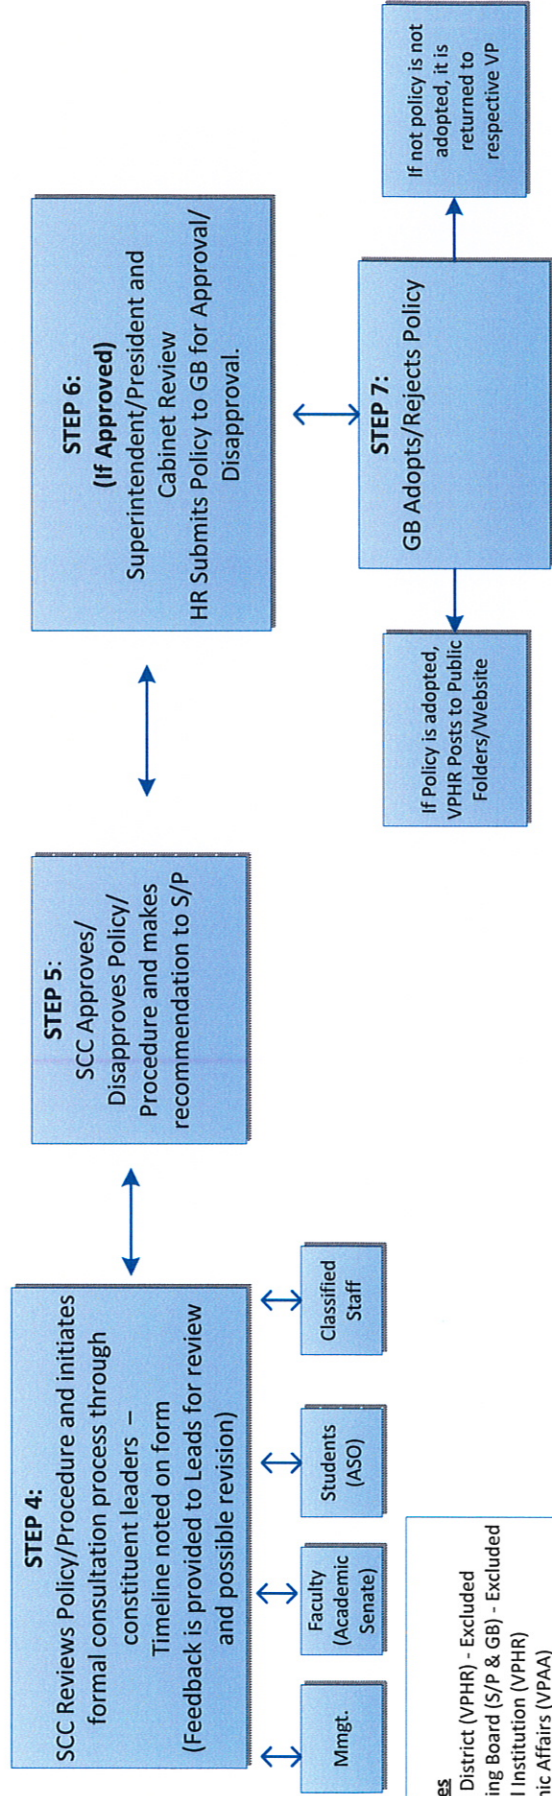 STEP 4:
SCC Reviews Policy/Procedure and initiates
formal consultation process through
constituent leaders –
Timeline noted on form
(Feedback is provided to Leads for review
and possible revision)
Mmgt.
Faculty
(Academic
Senate)
Students
(ASO)
Classified
Staff
STEP 5:
SCC Approves/
Disapproves Policy/
Procedure and makes
recommendation to S/P
STEP 6:
(If Approved)
Superintendent/President and
Cabinet Review
HR Submits Policy to GB for Approval/
Disapproval.
STEP 7:
GB Adopts/Rejects Policy
If Policy is adopted,
VPHR Posts to Public
Folders/Website
If not policy is not
adopted, it is
returned to
respective VP
District (VPHR) - Excluded
(S/P & GB) - Excluded
Institution (VPHR)
Affairs (VPAA)